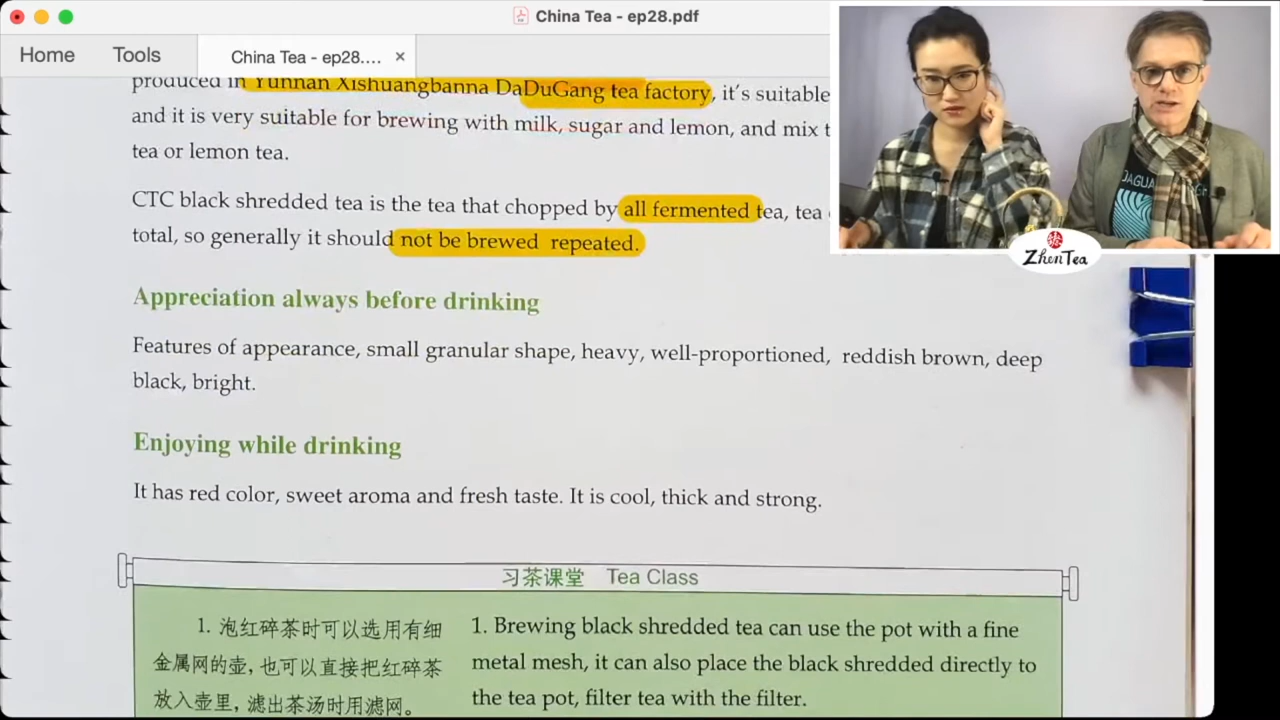 China Tea - ep28.pdf
Home
Tools
China Tea - ep28....
produced in Yunnan Xishuangbanna DaDuGang tea factory, it's suitable
and it is very suitable for brewing with milk, sugar and lemon, and mix
tea or lemon tea.
CTC black shredded tea is the tea that chopped by all fermented tea, tea
total, so generally it should not be brewed repeated.
Appreciation always before drinking
Features of appearance, small granular shape, heavy, well-proportioned, reddish brown, deep
black, bright.
Enjoying while drinking
It has red color, sweet aroma and fresh taste. It is cool, thick and strong.
习茶课堂 Tea Class
1. 泡红碎茶时可以选用有细
金属网的壶，也可以直接把红碎茶
放入壶里，滤出茶汤时用滤网。
1. Brewing black shredded tea can use the pot with a fine
metal mesh, it can also place the black shredded directly to
the tea pot, filter tea with the filter.
ZhenTea